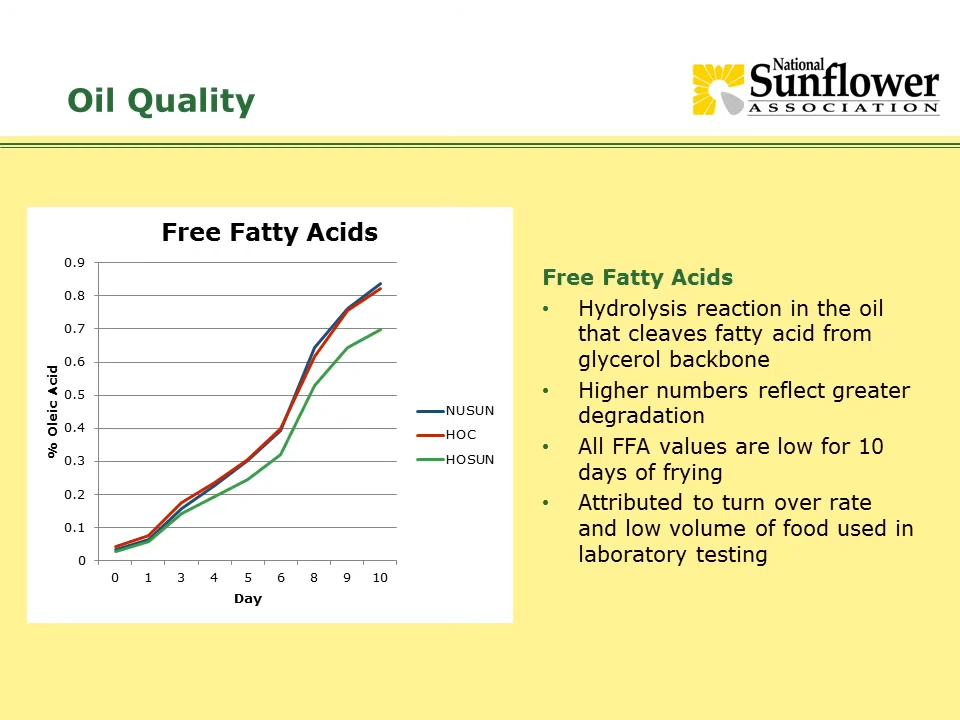 Oil Quality
National
Sunflower
ASSOCIATION
Free Fatty Acids
0.9
0.8
0.7
0.6
0.5
0.4
0.3
0.2
0.1
0
% Oleic Acid
0 1 3 4 5 6 8 9 10
Day
NUSUN
HOC
HOSUN
Free Fatty Acids
• Hydrolysis reaction in the oil
that cleaves fatty acid from
glycerol backbone
• Higher numbers reflect greater
degradation
• All FFA values are low for 10
days of frying
• Attributed to turn over rate
and low volume of food used in
laboratory testing